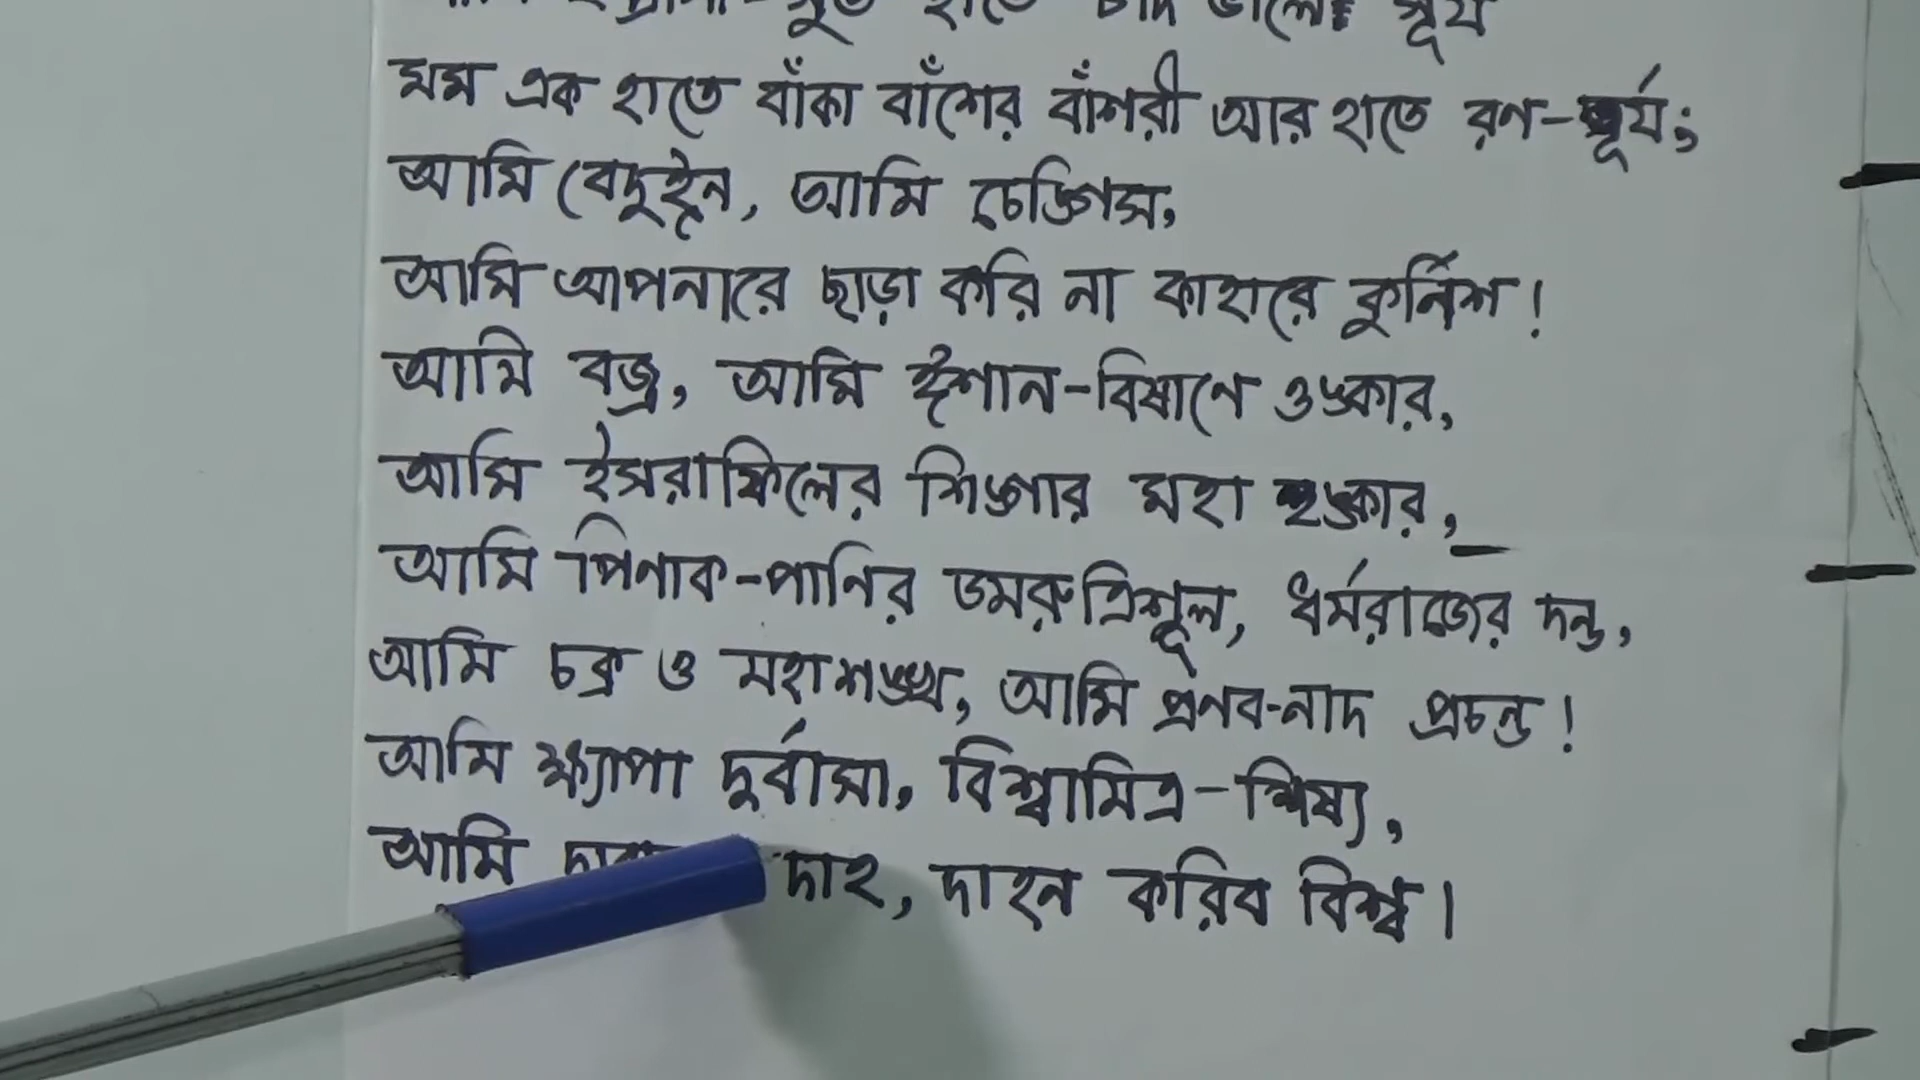 হাতে চাঁদ ভালে সূর্য
মম এক হাতে বাঁকা বাঁশের বাঁশরী আর হাতে রণ-তূর্য;
আমি বেদুইন, আমি চেঙ্গিস,
আমি আপনারে ছাড়া করি না কাহারে কুর্নিশ!
আমি বজ্র, আমি ঈশান-বিষাণে ওঙ্কার,
আমি ইসরাফিলের শিঙ্গার মহা হুঙ্কার,
আমি পিণাক-পানির ডমরু ত্রিশূল, ধর্মরাজের দন্ড,
আমি চক্র ও মহাশঙ্খ, আমি প্রণব-নাদ প্রচন্ড!
আমি ক্ষ্যাপা দুর্বাসা, বিশ্বামিত্র-শিষ্য,
আমি দাহ, দাহন করিব বিশ্ব।